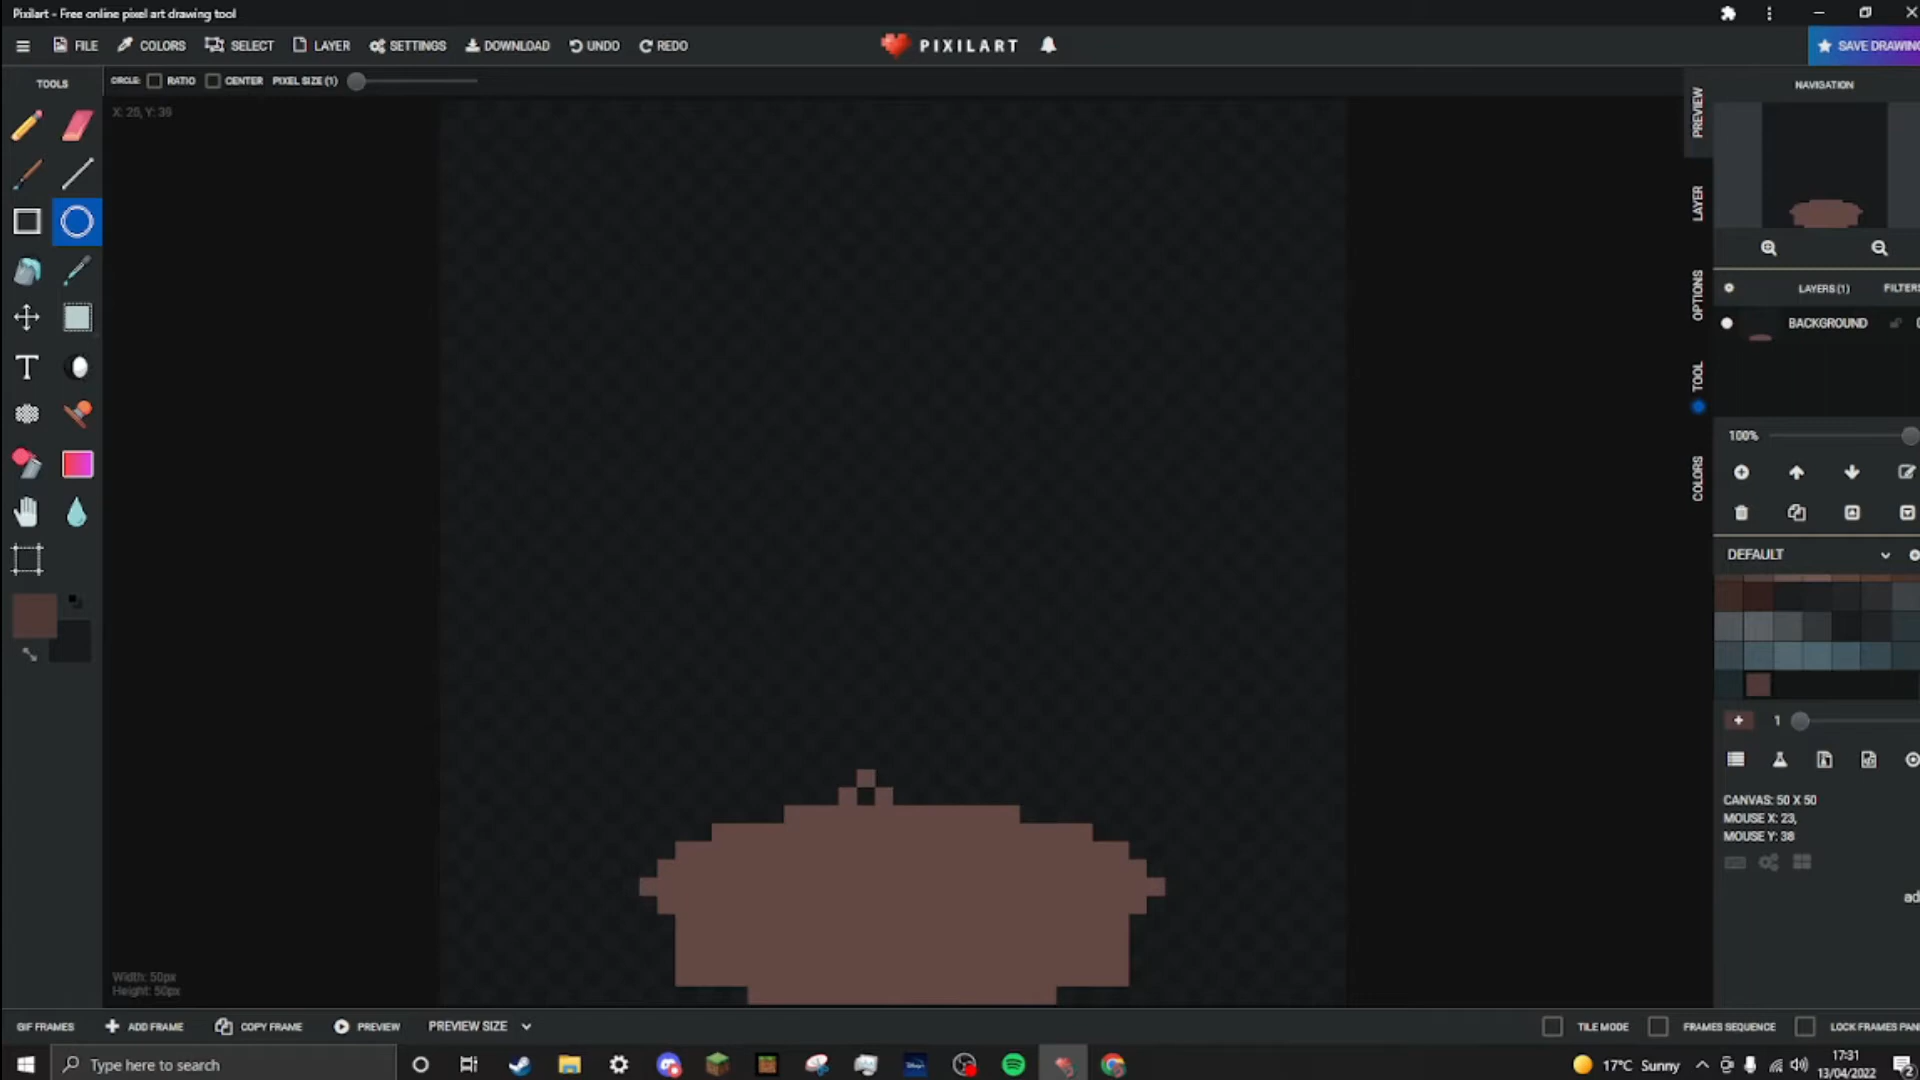 Pixilart - Free online pixel art drawing tool
FILE COLORS SELECT LAYER SETTINGS DOWNLOAD UNDO REDO PIXILART SAVE DRAWING
TOOLS CIRCLE: RATIO CENTER PIXEL SIZE (1)
X: 25, Y: 39
NAVIGATION
PREVIEW
LAYER
OPTIONS
TOOL
COLORS
LAYERS (1) FILTERS
BACKGROUND
100%
DEFAULT
1
CANVAS: 50 X 50
MOUSE X: 23,
MOUSE Y: 38
ad
Width: 50px
Height: 50px
GIF FRAMES ADD FRAME COPY FRAME PREVIEW PREVIEW SIZE TILE MODE FRAMES SEQUENCE LOCK FRAMES PAN
Type here to search
17°C Sunny
17:31
13/04/2022
2